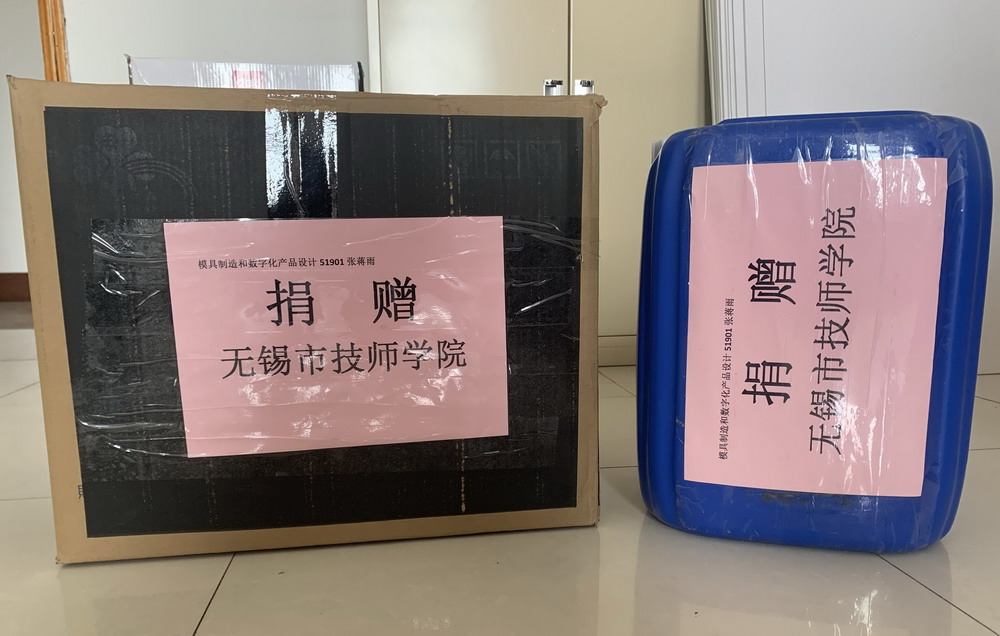 模具制造和数字化产品设计 51901 张蒋雨
捐 赠
无锡市技师学院
模具制造和数字化产品设计 51901 张蒋雨
捐 赠
无锡市技师学院